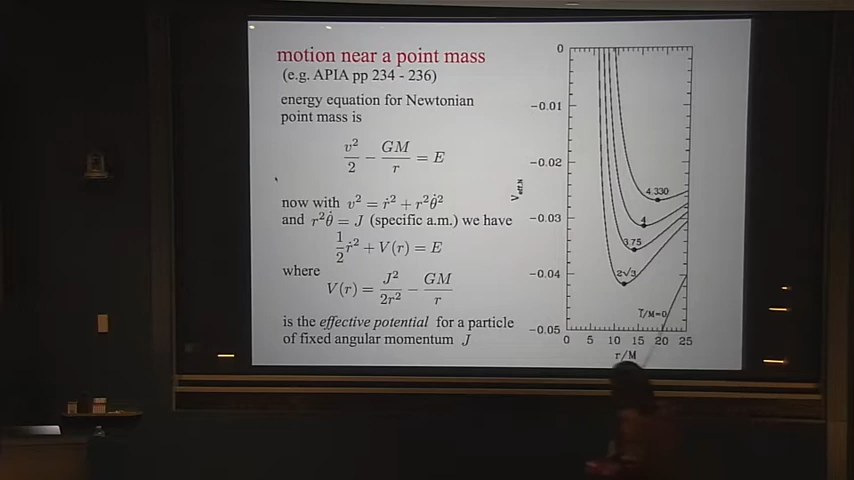 motion near a point mass
(e.g. APIA pp 234 - 236)
energy equation for Newtonian
point mass is
v²/2 − GM/r = E
now with v² = ṙ² + r²θ̇²
and r²θ̇ = J (specific a.m.) we have
1/2 ṙ² + V(r) = E
where
V(r) = J²/2r² − GM/r
is the effective potential for a particle
of fixed angular momentum J
0
−0.01
−0.02
−0.03
−0.04
−0.05
4.330
4
3.75
2√3
0 5 10 15 20 25
r/M